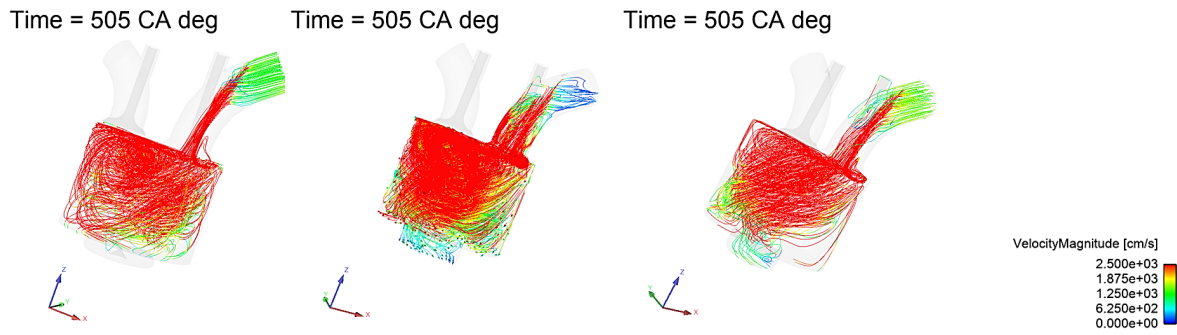 Time = 505 CA deg
Time = 505 CA deg
Time = 505 CA deg
VelocityMagnitude [cm/s]
2.500e+03
1.875e+03
1.250e+03
6.250e+02
0.000e+00
Z
Y
X
Z
Y
X
Z
Y
X